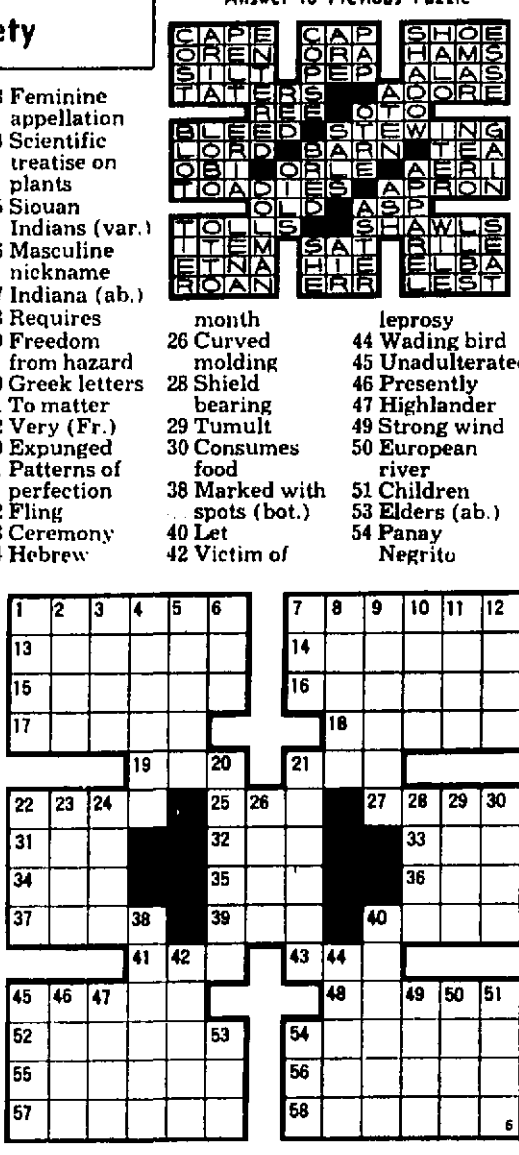 ety
Answer to Previous Puzzle
CAPE CAP SHOE
OREN ORA HAMS
SILT PEP ALAS
TATERS ADORE
REE OTO
BLEED STEWING
LORD BARN TEA
OBI ORLE AERI
TOADIES APRON
OLD ASP
TOLLS SHAWLS
ITEM SAT RILE
ETNA HIE ELBA
ROAN ERR LEST
Feminine
appellation
Scientific
treatise on
plants
Siouan
Indians (var.)
Masculine
nickname
Indiana (ab.)
Requires
Freedom
from hazard
Greek letters
To matter
Very (Fr.)
Expunged
Patterns of
perfection
Fling
Ceremony
Hebrew
month
26 Curved
molding
28 Shield
bearing
29 Tumult
30 Consumes
food
38 Marked with
spots (bot.)
40 Let
42 Victim of
leprosy
44 Wading bird
45 Unadulterated
46 Presently
47 Highlander
49 Strong wind
50 European
river
51 Children
53 Elders (ab.)
54 Panay
Negrito
1 2 3 4 5 6 7 8 9 10 11 12
13 14
15 16
17 18
19 20 21
22 23 24 25 26 27 28 29 30
31 32 33
34 35 36
37 38 39 40
41 42 43 44
45 46 47 48 49 50 51
52 53 54
55 56
57 58
6